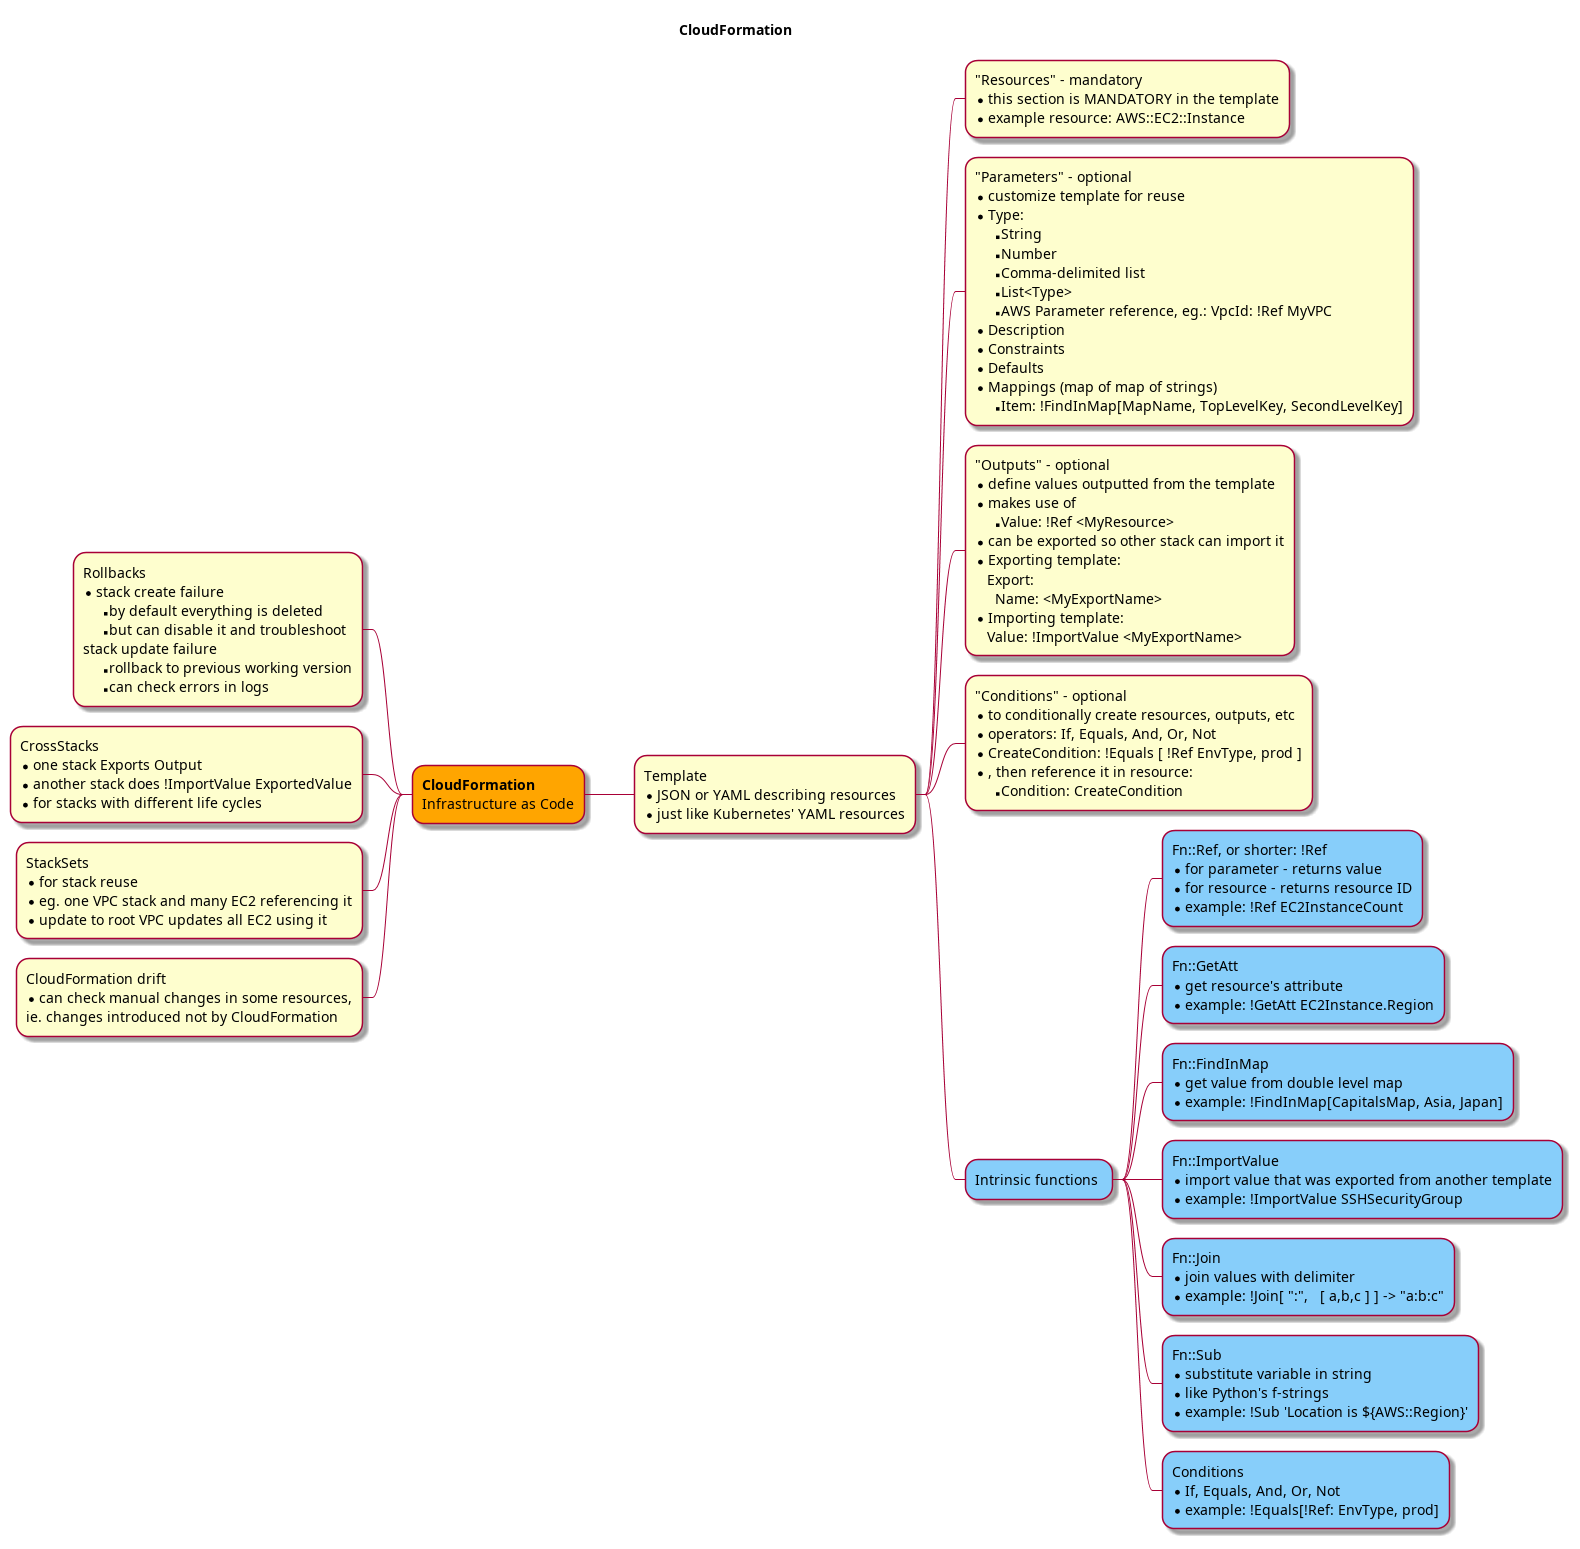 CloudFormation
"Resources" - mandatory
• this section is MANDATORY in the template
• example resource: AWS::EC2::Instance
"Parameters" - optional
• customize template for reuse
• Type:
▪ String
▪ Number
▪ Comma-delimited list
▪ List<Type>
▪ AWS Parameter reference, eg.: VpcId: !Ref MyVPC
• Description
• Constraints
• Defaults
• Mappings (map of map of strings)
▪ Item: !FindInMap[MapName, TopLevelKey, SecondLevelKey]
"Outputs" - optional
• define values outputted from the template
• makes use of
▪ Value: !Ref <MyResource>
• can be exported so other stack can import it
• Exporting template:
Export:
Name: <MyExportName>
• Importing template:
Value: !ImportValue <MyExportName>
"Conditions" - optional
• to conditionally create resources, outputs, etc
• operators: If, Equals, And, Or, Not
• CreateCondition: !Equals [ !Ref EnvType, prod ]
• , then reference it in resource:
▪ Condition: CreateCondition
Rollbacks
• stack create failure
▪ by default everything is deleted
▪ but can disable it and troubleshoot
stack update failure
▪ rollback to previous working version
▪ can check errors in logs
CrossStacks
• one stack Exports Output
• another stack does !ImportValue ExportedValue
• for stacks with different life cycles
StackSets
• for stack reuse
• eg. one VPC stack and many EC2 referencing it
• update to root VPC updates all EC2 using it
CloudFormation drift
• can check manual changes in some resources,
ie. changes introduced not by CloudFormation
CloudFormation
Infrastructure as Code
Template
• JSON or YAML describing resources
• just like Kubernetes' YAML resources
Intrinsic functions
Fn::Ref, or shorter: !Ref
• for parameter - returns value
• for resource - returns resource ID
• example: !Ref EC2InstanceCount
Fn::GetAtt
• get resource's attribute
• example: !GetAtt EC2Instance.Region
Fn::FindInMap
• get value from double level map
• example: !FindInMap[CapitalsMap, Asia, Japan]
Fn::ImportValue
• import value that was exported from another template
• example: !ImportValue SSHSecurityGroup
Fn::Join
• join values with delimiter
• example: !Join[ ":",   [ a,b,c ] ] -> "a:b:c"
Fn::Sub
• substitute variable in string
• like Python's f-strings
• example: !Sub 'Location is ${AWS::Region}'
Conditions
• If, Equals, And, Or, Not
• example: !Equals[!Ref: EnvType, prod]